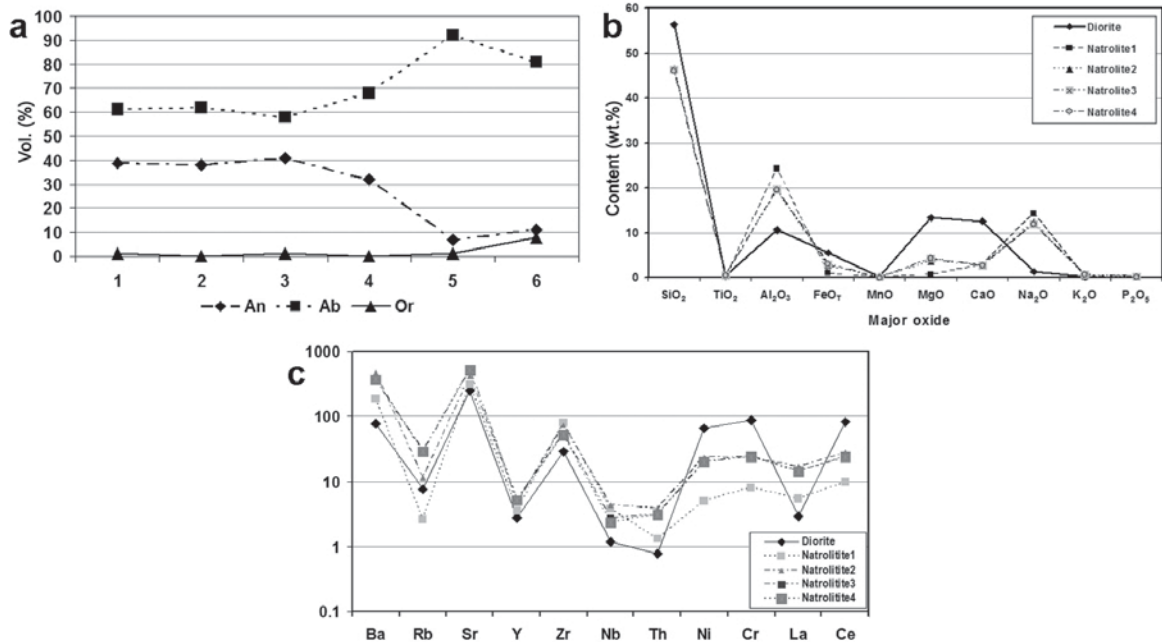 a
100
90
80
70
60
50
40
30
20
10
0
Vol. (%)
1 2 3 4 5 6
An Ab Or
b
60
50
40
30
20
10
0
Content (wt.%)
Diorite
Natrolite1
Natrolite2
Natrolite3
Natrolite4
SiO₂ TiO₂ Al₂O₃ FeO_T MnO MgO CaO Na₂O K₂O P₂O₅
Major oxide
c
1000
100
10
1
0.1
Diorite
Natrolitite1
Natrolitite2
Natrolitite3
Natrolitite4
Ba Rb Sr Y Zr Nb Th Ni Cr La Ce